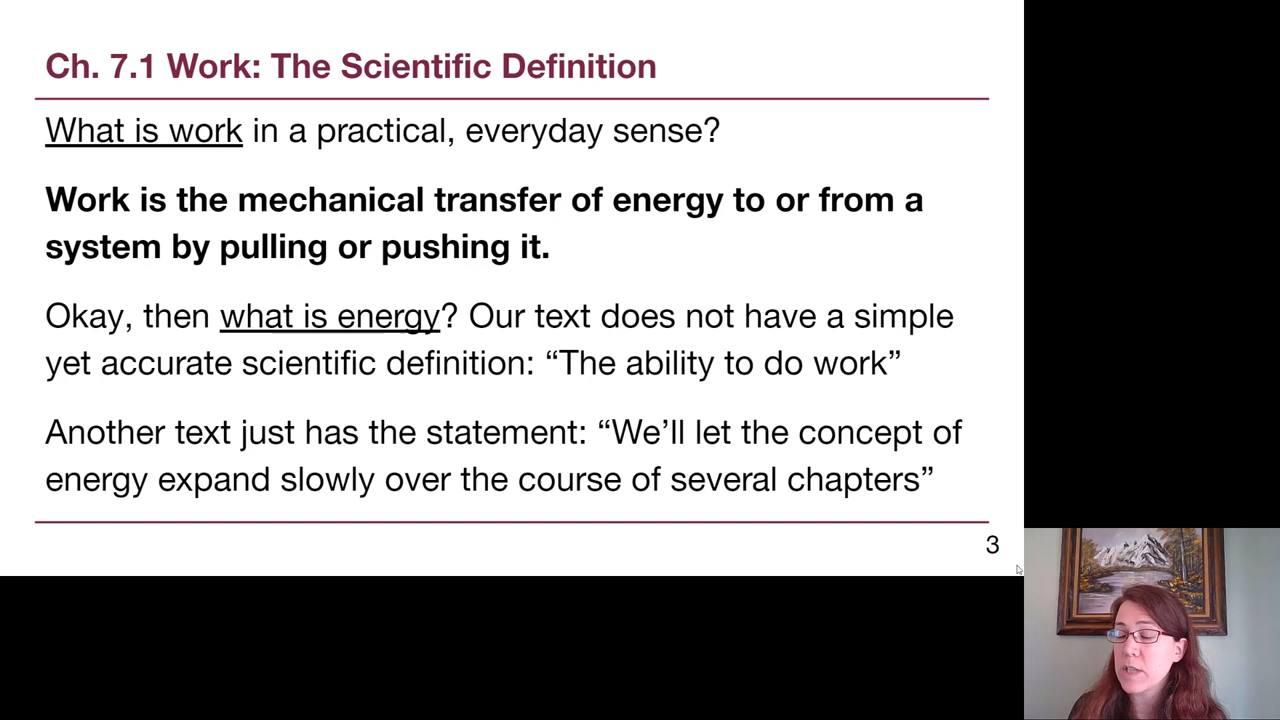 Ch. 7.1 Work: The Scientific Definition
What is work in a practical, everyday sense?
Work is the mechanical transfer of energy to or from a
system by pulling or pushing it.
Okay, then what is energy? Our text does not have a simple
yet accurate scientific definition: “The ability to do work”
Another text just has the statement: “We’ll let the concept of
energy expand slowly over the course of several chapters”
3